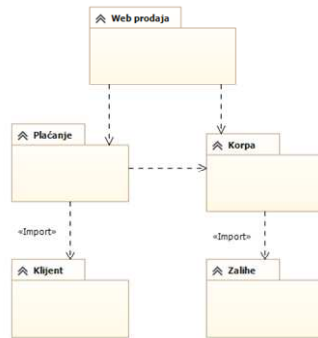 Web prodaja
Plaćanje
Korpa
«Import»
«Import»
Klijent
Zalihe